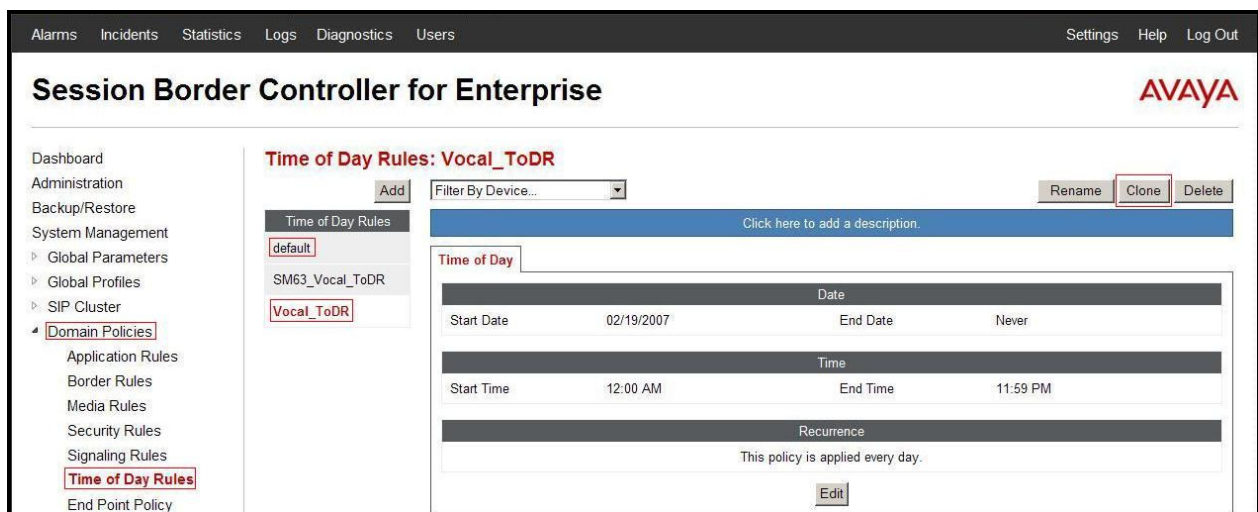 Alarms Incidents Statistics Logs Diagnostics Users Settings Help Log Out
Session Border Controller for Enterprise
AVAYA
Dashboard
Administration
Backup/Restore
System Management
Global Parameters
Global Profiles
SIP Cluster
Domain Policies
Application Rules
Border Rules
Media Rules
Security Rules
Signaling Rules
Time of Day Rules
End Point Policy
Time of Day Rules: Vocal_ToDR
Add
Filter By Device...
Rename Clone Delete
Time of Day Rules
default
SM63_Vocal_ToDR
Vocal_ToDR
Click here to add a description.
Time of Day
Date
Start Date 02/19/2007 End Date Never
Time
Start Time 12:00 AM End Time 11:59 PM
Recurrence
This policy is applied every day.
Edit